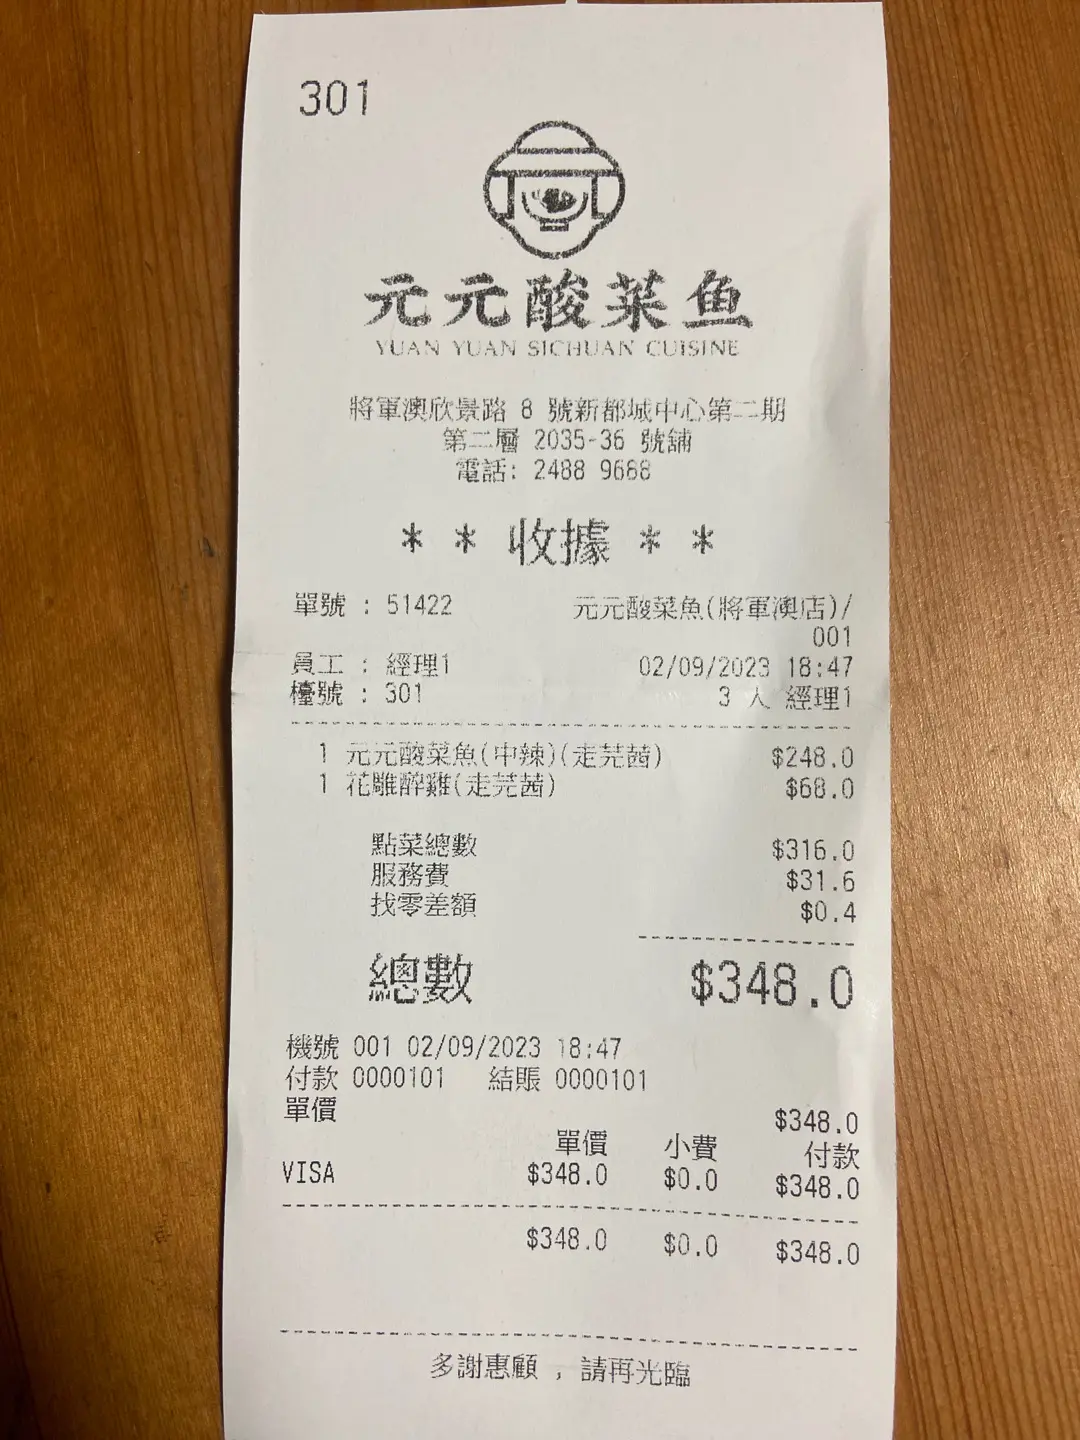 301
元元酸菜魚
YUAN YUAN SICHUAN CUISINE
將軍澳欣景路 8 號新都城中心第二期
第二層 2035-36 號舖
電話: 2488 9688
* * 收據 * *
單號 : 51422 元元酸菜魚(將軍澳店)/
001
員工 : 經理1 02/09/2023 18:47
檯號 : 301 3 人 經理1
1 元元酸菜魚(中辣)(走芫茜) $248.0
1 花雕醉雞(走芫茜) $68.0
點菜總數 $316.0
服務費 $31.6
找零差額 $0.4
總數 $348.0
機號 001 02/09/2023 18:47
付款 0000101 結賬 0000101
單價 $348.0
單價 小費 付款
VISA $348.0 $0.0 $348.0
$348.0 $0.0 $348.0
多謝惠顧 , 請再光臨